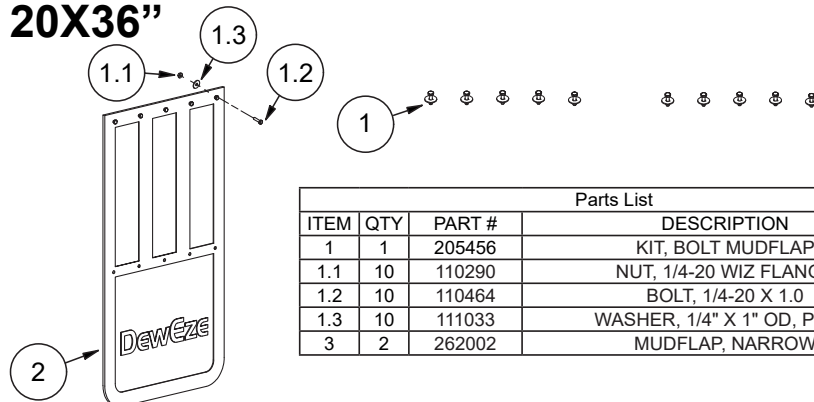 20X36”
1.1
1.3
1.2
1
2
DEWEZE
Parts List
ITEM QTY PART # DESCRIPTION
1 1 205456 KIT, BOLT MUDFLAP
1.1 10 110290 NUT, 1/4-20 WIZ
1.2 10 110464 BOLT, 1/4-20 X 1.0
1.3 10 111033 WASHER, 1/4" X 1" OD,
3 2 262002 MUDFLAP, NARROW